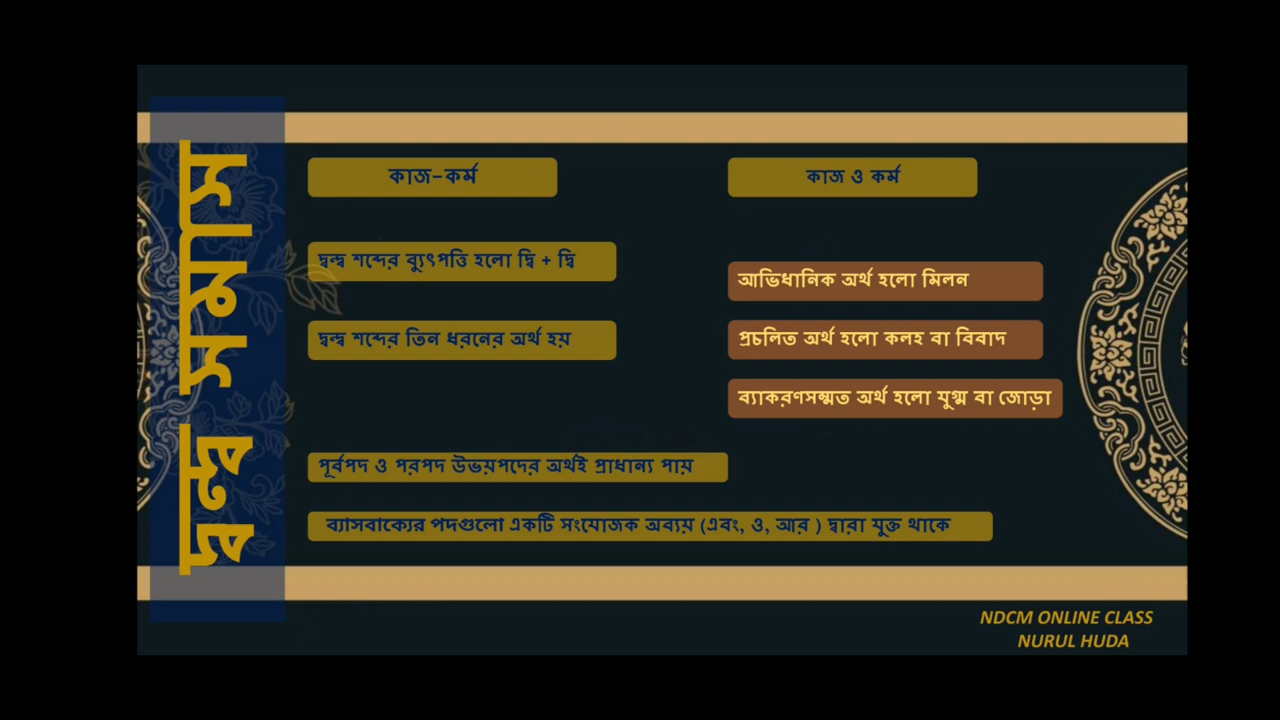 দ্বন্দ্ব সমাস
কাজ-কর্ম
কাজ ও কর্ম
দ্বন্দ্ব শব্দের ব্যুৎপত্তি হলো দ্বি + দ্বি
দ্বন্দ্ব শব্দের তিন ধরনের অর্থ হয়
আভিধানিক অর্থ হলো মিলন
প্রচলিত অর্থ হলো কলহ বা বিবাদ
ব্যাকরণসম্মত অর্থ হলো যুগ্ম বা জোড়া
পূর্বপদ ও পরপদ উভয়পদের অর্থই প্রাধান্য পায়
ব্যাসবাক্যের পদগুলো একটি সংযোজক অব্যয় (এবং, ও, আর ) দ্বারা যুক্ত থাকে
NDCM ONLINE CLASS
NURUL HUDA